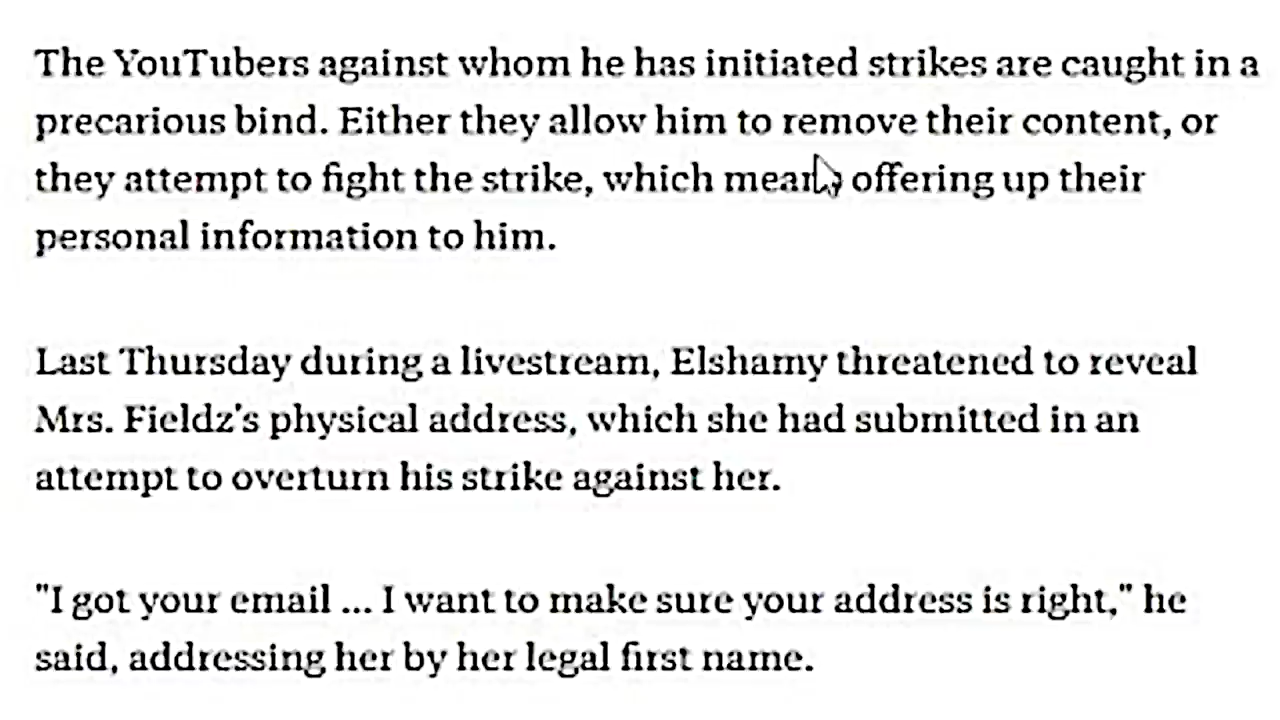 The YouTubers against whom he has initiated strikes are caught in a
precarious bind. Either they allow him to remove their content, or
they attempt to fight the strike, which means offering up their
personal information to him.
Last Thursday during a livestream, Elshamy threatened to reveal
Mrs. Fieldz's physical address, which she had submitted in an
attempt to overturn his strike against her.
"I got your email ... I want to make sure your address is right," he
said, addressing her by her legal first name.